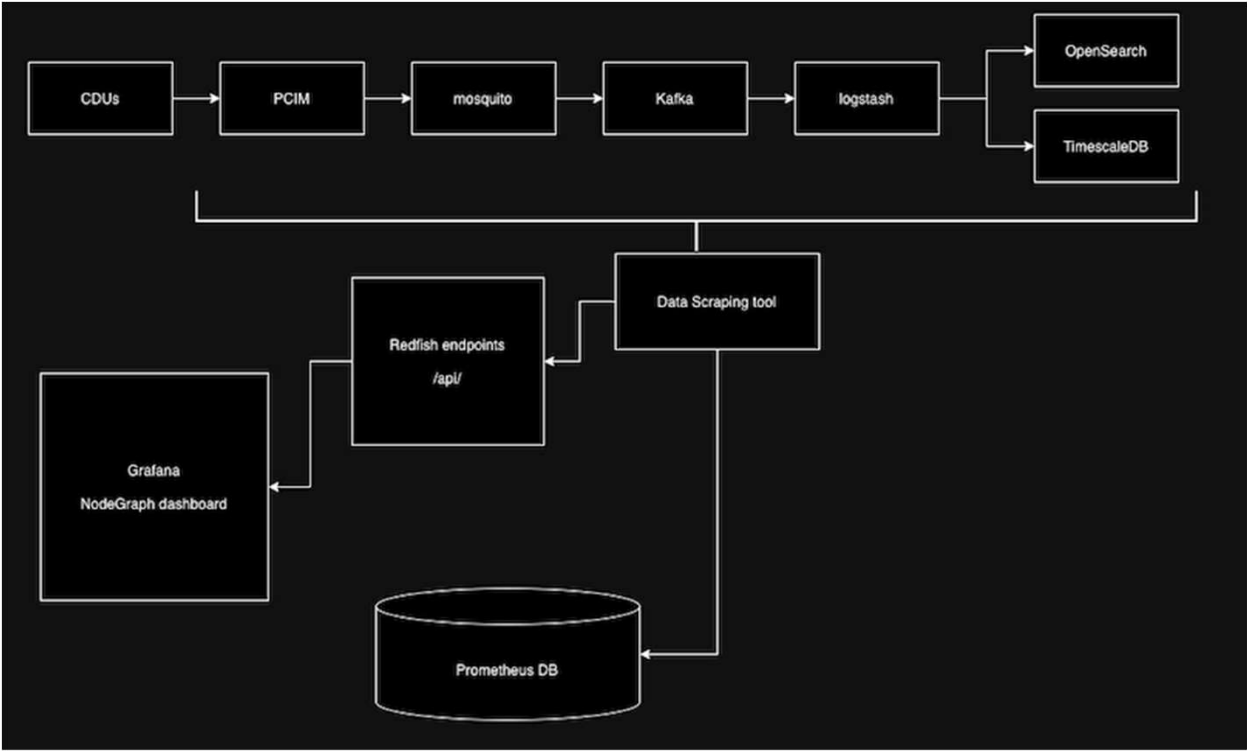 CDUs
PCIM
mosquito
Kafka
logstash
OpenSearch
TimescaleDB
Data Scraping tool
Redfish endpoints
/api/
Grafana
NodeGraph dashboard
Prometheus DB